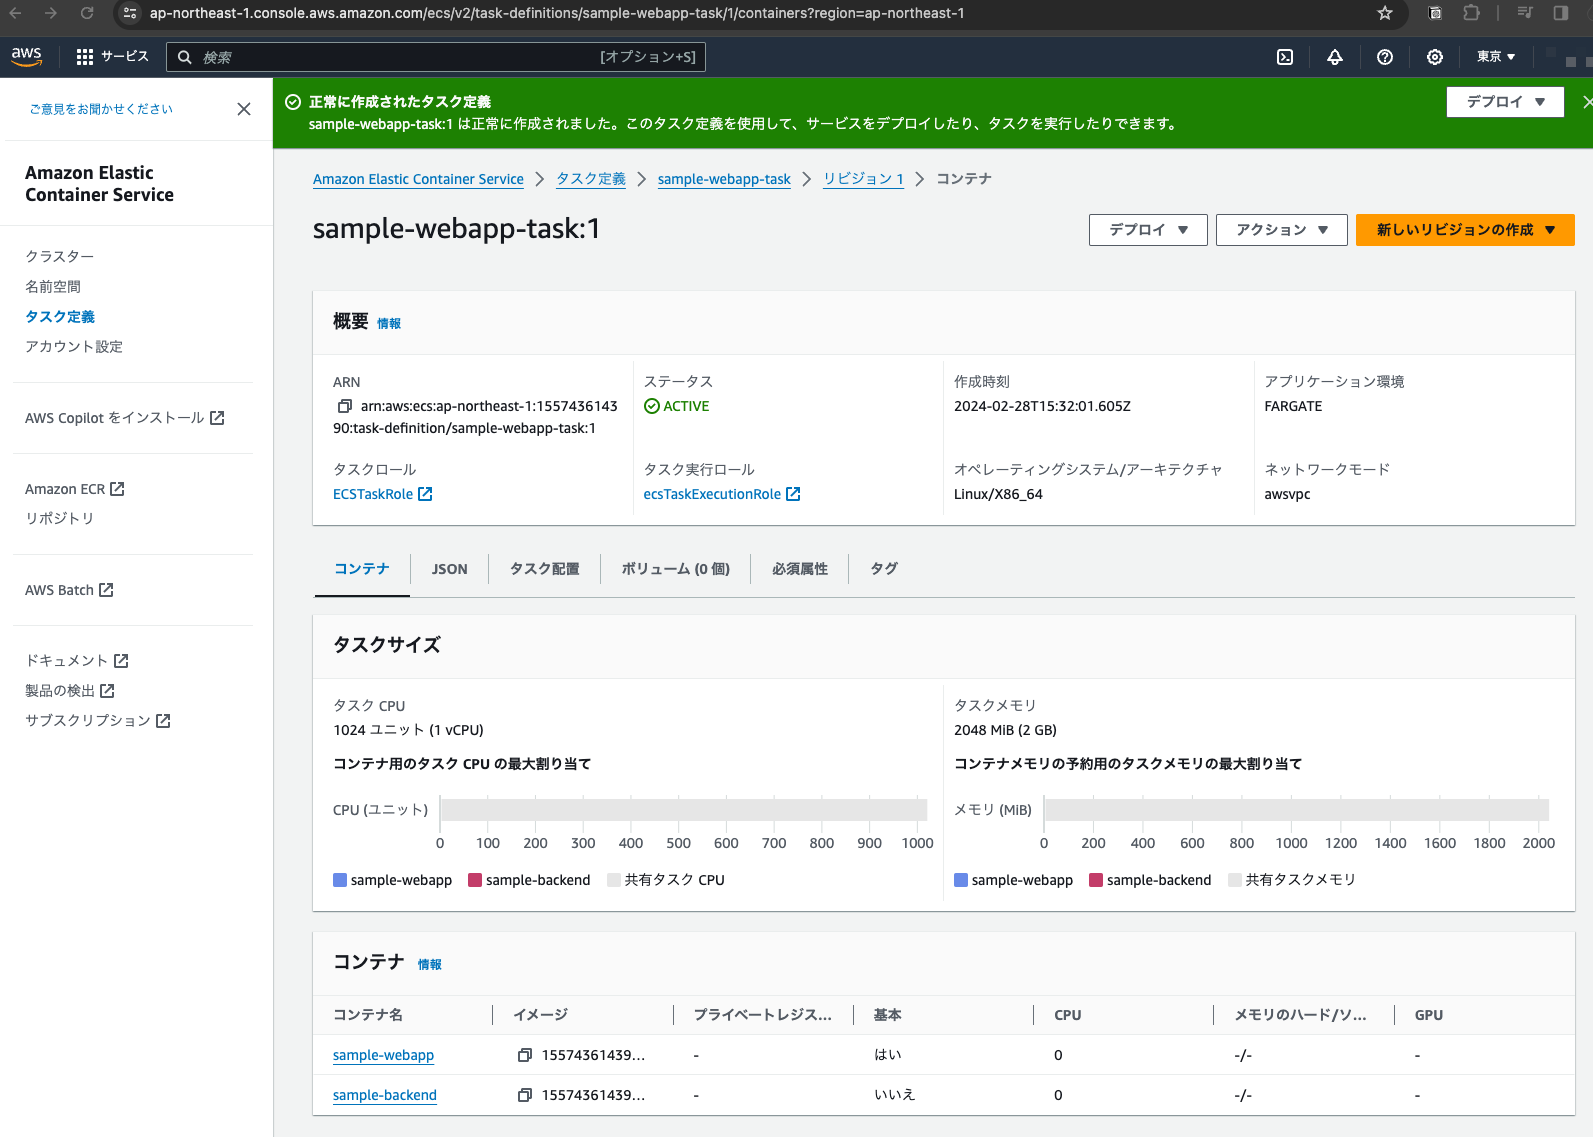 ap-northeast-1.console.aws.amazon.com/ecs/v2/task-definitions/sample-webapp-task/1/containers?region=ap-northeast-1
aws
サービス
検索
[オプション+S]
東京 ▼
ご意見をお聞かせください
正常に作成されたタスク定義
sample-webapp-task:1 は正常に作成されました。このタスク定義を使用して、サービスをデプロイしたり、タスクを実行したりできます。
デプロイ ▼
Amazon Elastic
Container Service
クラスター
名前空間
タスク定義
アカウント設定
AWS Copilot をインストール
Amazon ECR
リポジトリ
AWS Batch
ドキュメント
製品の検出
サブスクリプション
Amazon Elastic Container Service > タスク定義 > sample-webapp-task > リビジョン 1 > コンテナ
sample-webapp-task:1
デプロイ ▼
アクション ▼
新しいリビジョンの作成 ▼
概要 情報
ARN
arn:aws:ecs:ap-northeast-1:1557436143
90:task-definition/sample-webapp-task:1
ステータス
ACTIVE
作成時刻
2024-02-28T15:32:01.605Z
アプリケーション環境
FARGATE
タスクロール
ECSTaskRole
タスク実行ロール
ecsTaskExecutionRole
オペレーティングシステム/アーキテクチャ
Linux/X86_64
ネットワークモード
awsvpc
コンテナ JSON タスク配置 ボリューム (0 個) 必須属性 タグ
タスクサイズ
タスク CPU
1024 ユニット (1 vCPU)
コンテナ用のタスク CPU の最大割り当て
CPU (ユニット)
0 100 200 300 400 500 600 700 800 900 1000
sample-webapp sample-backend 共有タスク CPU
タスクメモリ
2048 MiB (2 GB)
コンテナメモリの予約用のタスクメモリの最大割り当て
メモリ (MiB)
0 200 400 600 800 1000 1200 1400 1600 1800 2000
sample-webapp sample-backend 共有タスクメモリ
コンテナ 情報
コンテナ名 イメージ プライベートレジス... 基本 CPU メモリのハード/ソ... GPU
sample-webapp 15574361439... - はい 0 -/- -
sample-backend 15574361439... - いいえ 0 -/- -